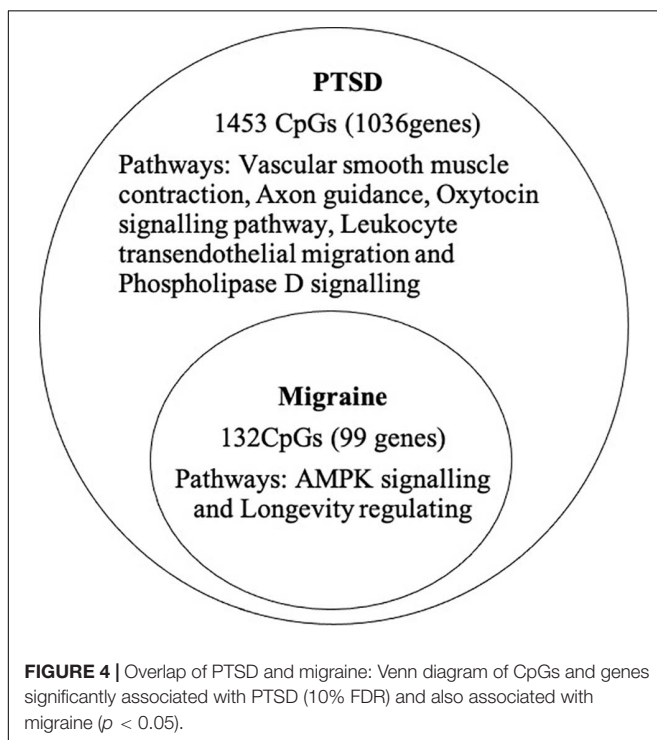 PTSD
1453 CpGs (1036genes)
Pathways: Vascular smooth muscle
contraction, Axon guidance, Oxytocin
signalling pathway, Leukocyte
transendothelial migration and
Phospholipase D signalling
Migraine
132CpGs (99 genes)
Pathways: AMPK signalling
and Longevity regulating
FIGURE 4 | Overlap of PTSD and migraine: Venn diagram of CpGs and genes
significantly associated with PTSD (10% FDR) and also associated with
migraine (p < 0.05).